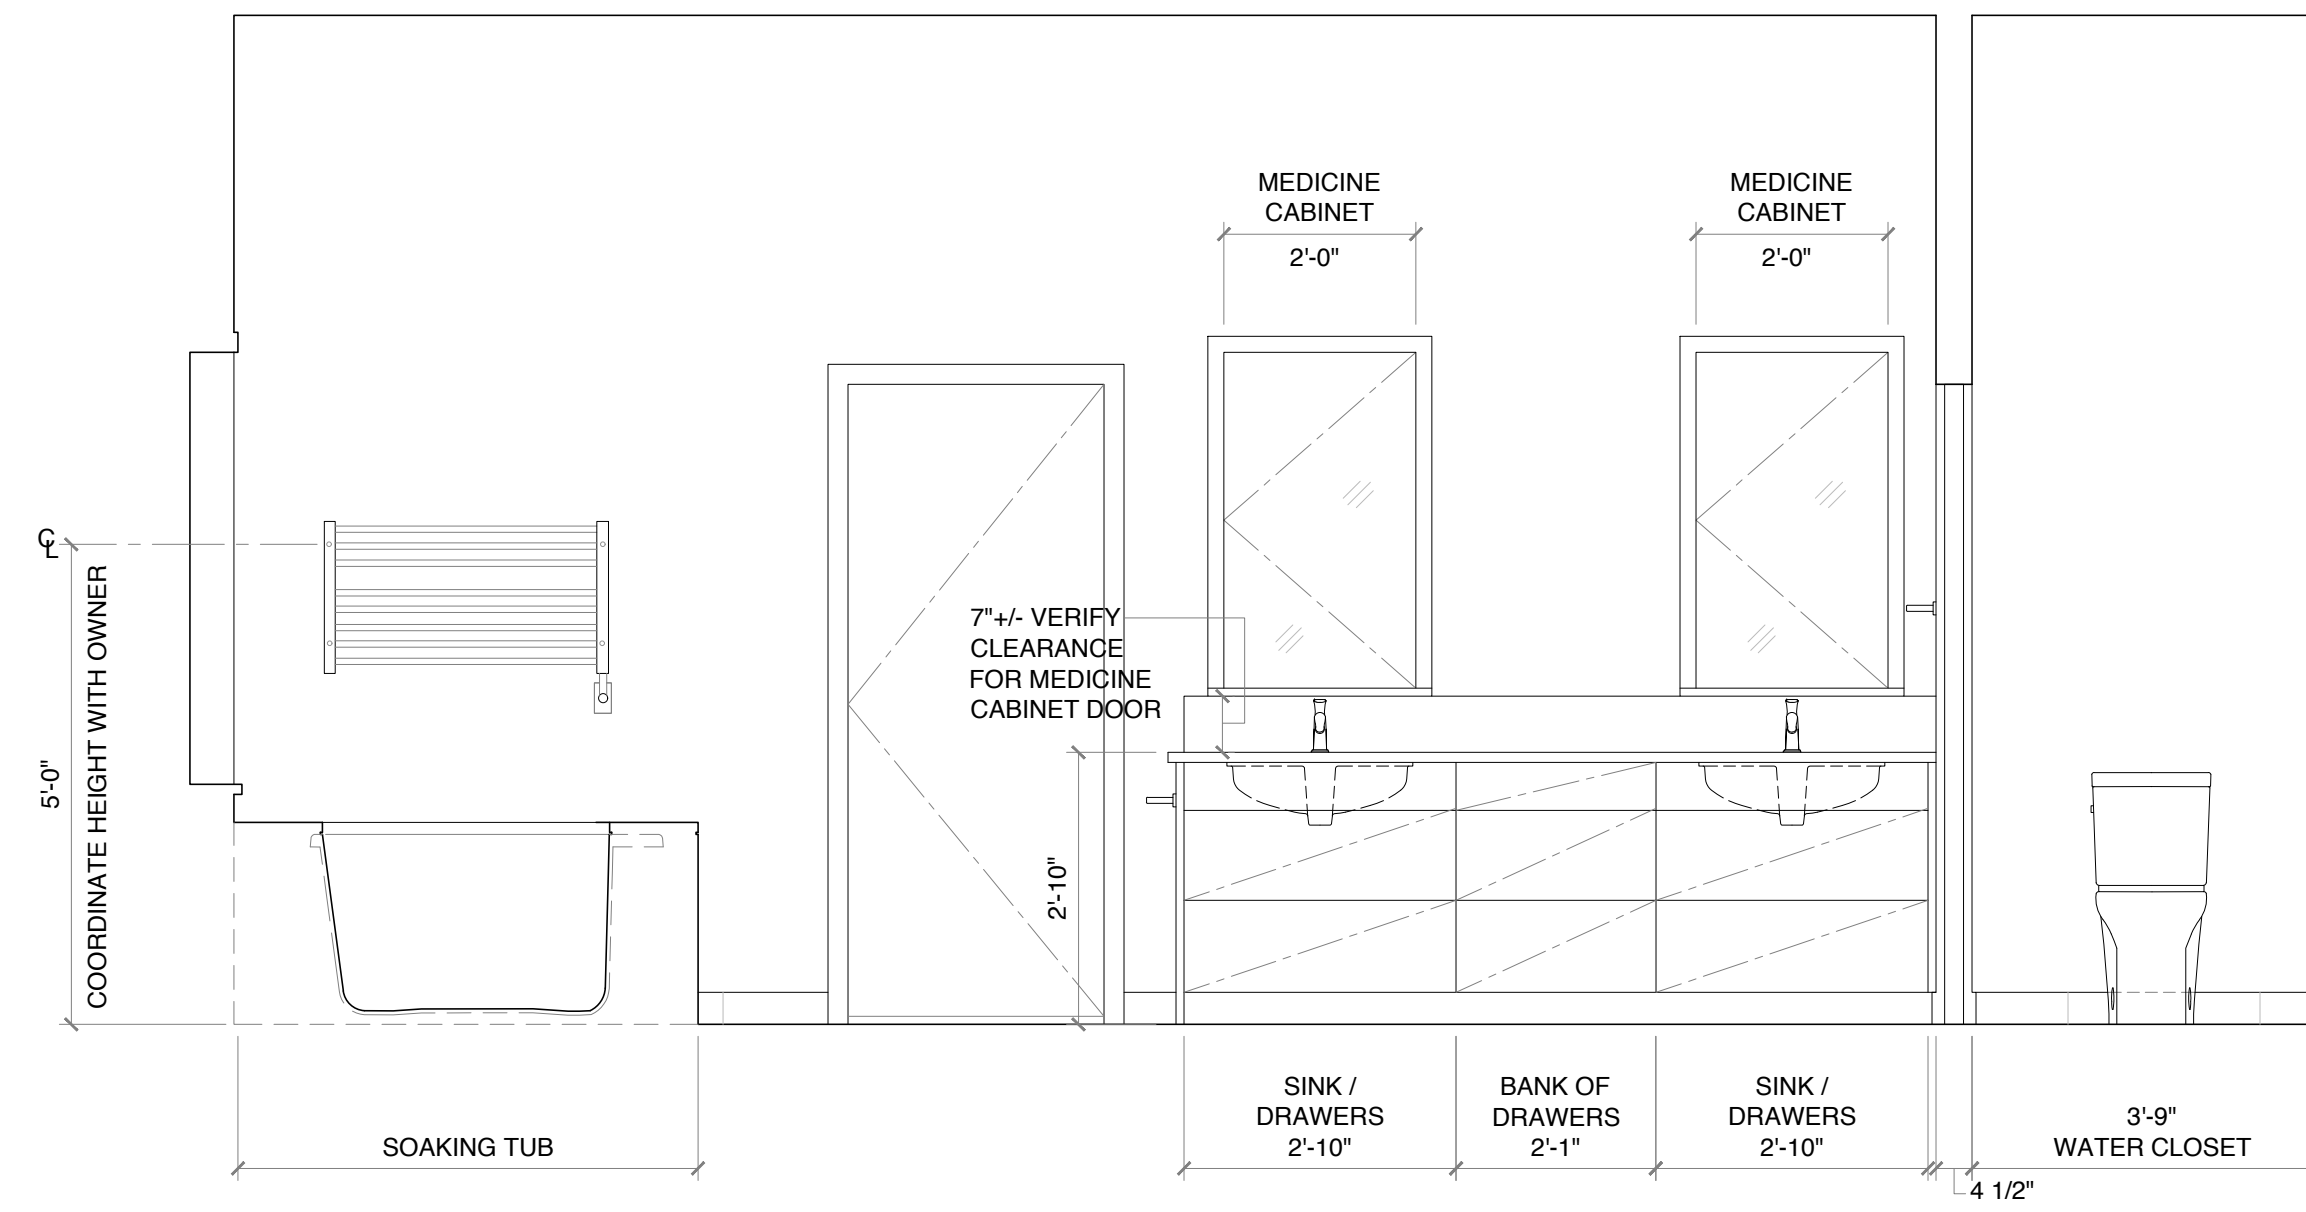 MEDICINE
CABINET
2'-0"
MEDICINE
CABINET
2'-0"
℄
5'-0"
COORDINATE HEIGHT WITH OWNER
7"+/- VERIFY
CLEARANCE
FOR MEDICINE
CABINET DOOR
2'-10"
SOAKING TUB
SINK /
DRAWERS
2'-10"
BANK OF
DRAWERS
2'-1"
SINK /
DRAWERS
2'-10"
4 1/2"
3'-9"
WATER CLOSET